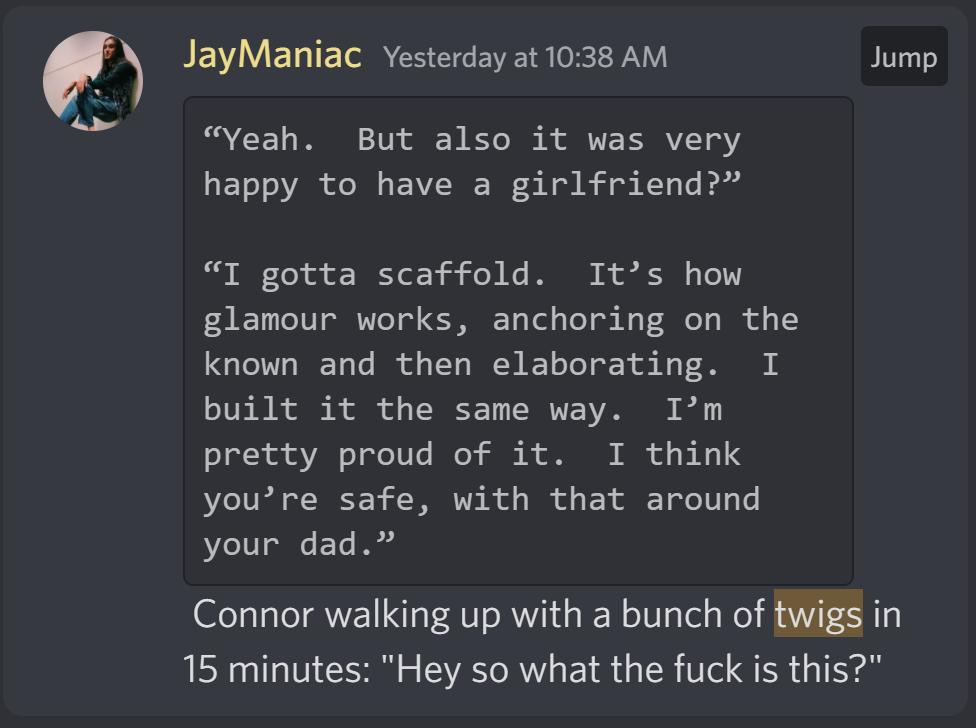 JayManiac Yesterday at 10:38 AM Jump
“Yeah.  But also it was very
happy to have a girlfriend?”
“I gotta scaffold.  It’s how
glamour works, anchoring on the
known and then elaborating.  I
built it the same way.  I’m
pretty proud of it.  I think
you’re safe, with that around
your dad.”
Connor walking up with a bunch of twigs in
15 minutes: "Hey so what the fuck is this?"